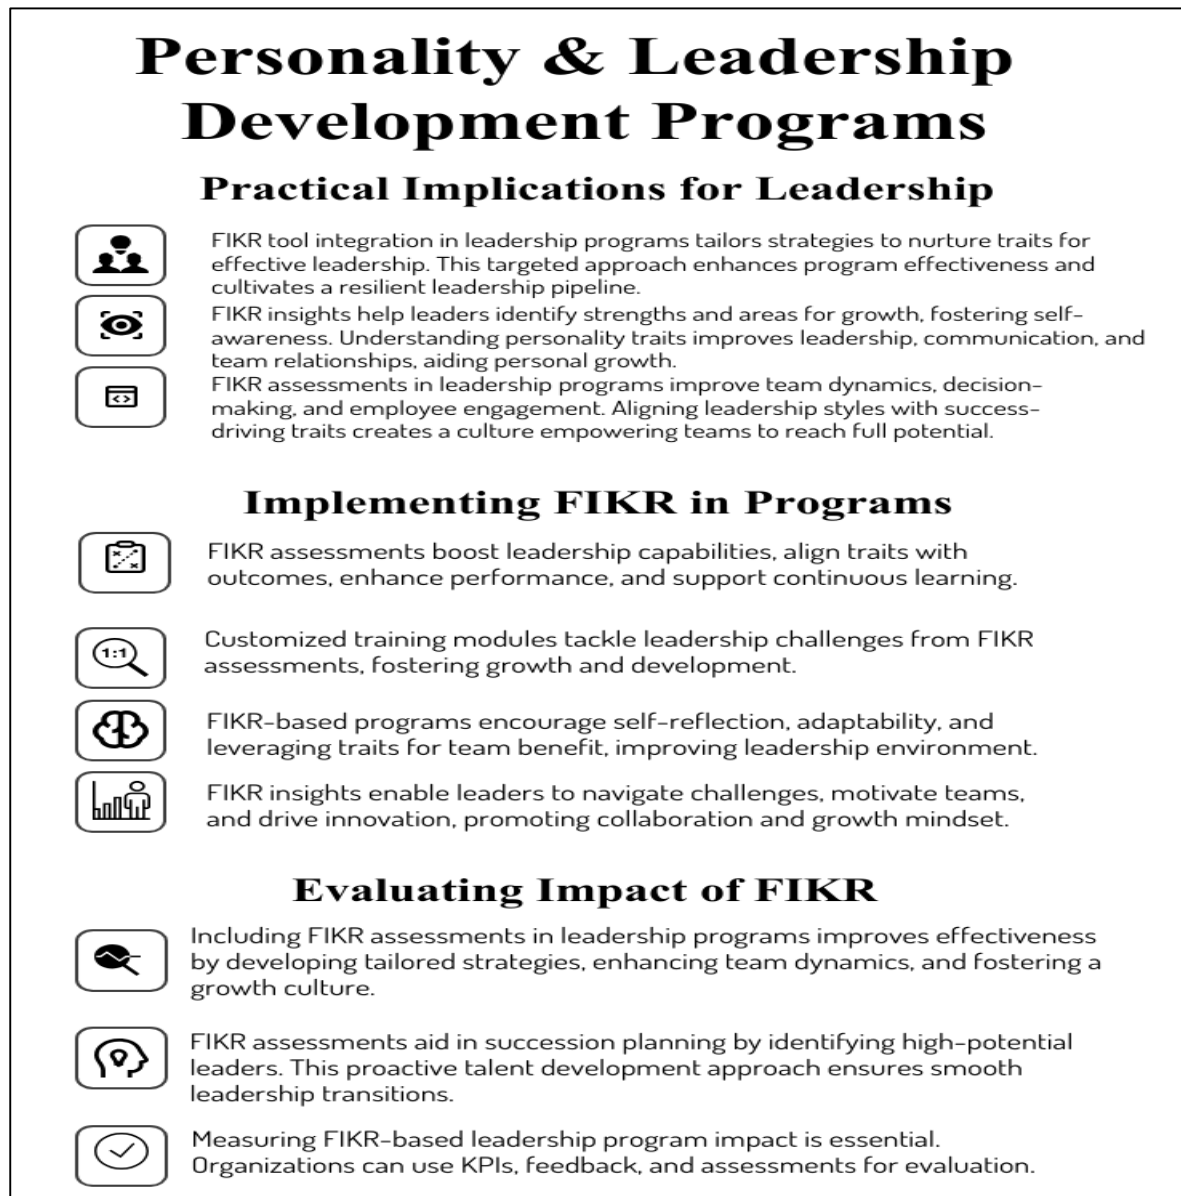 Personality & Leadership
Development Programs
Practical Implications for Leadership
FIKR tool integration in leadership programs tailors strategies to nurture traits for
effective leadership. This targeted approach enhances program effectiveness and
cultivates a resilient leadership pipeline.
FIKR insights help leaders identify strengths and areas for growth, fostering self-
awareness. Understanding personality traits improves leadership, communication, and
team relationships, aiding personal growth.
FIKR assessments in leadership programs improve team dynamics, decision-
making, and employee engagement. Aligning leadership styles with success-
driving traits creates a culture empowering teams to reach full potential.
Implementing FIKR in Programs
FIKR assessments boost leadership capabilities, align traits with
outcomes, enhance performance, and support continuous learning.
1:1
Customized training modules tackle leadership challenges from FIKR
assessments, fostering growth and development.
FIKR-based programs encourage self-reflection, adaptability, and
leveraging traits for team benefit, improving leadership environment.
FIKR insights enable leaders to navigate challenges, motivate teams,
and drive innovation, promoting collaboration and growth mindset.
Evaluating Impact of FIKR
Including FIKR assessments in leadership programs improves effectiveness
by developing tailored strategies, enhancing team dynamics, and fostering a
growth culture.
FIKR assessments aid in succession planning by identifying high-potential
leaders. This proactive talent development approach ensures smooth
leadership transitions.
Measuring FIKR-based leadership program impact is essential.
Organizations can use KPIs, feedback, and assessments for evaluation.